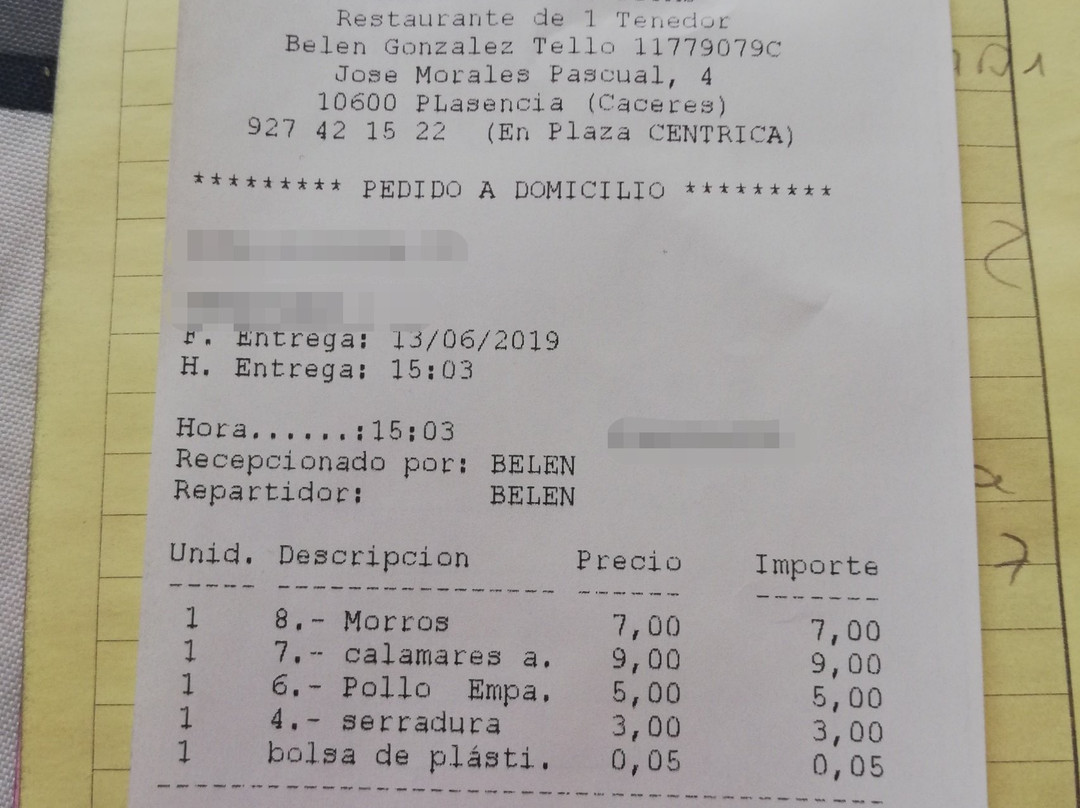 Restaurante de 1 Tenedor
Belen Gonzalez Tello 11779079C
Jose Morales Pascual, 4
10600 PLasencia (Caceres)
927 42 15 22 (En Plaza CENTRICA)
********* PEDIDO A DOMICILIO *********
F. Entrega: 13/06/2019
H. Entrega: 15:03
Hora......:15:03
Recepcionado por: BELEN
Repartidor: BELEN
Unid. Descripcion Precio Importe
1 8.- Morros 7,00 7,00
1 7.- calamares a. 9,00 9,00
1 6.- Pollo Empa. 5,00 5,00
1 4.- serradura 3,00 3,00
1 bolsa de plásti. 0,05 0,05